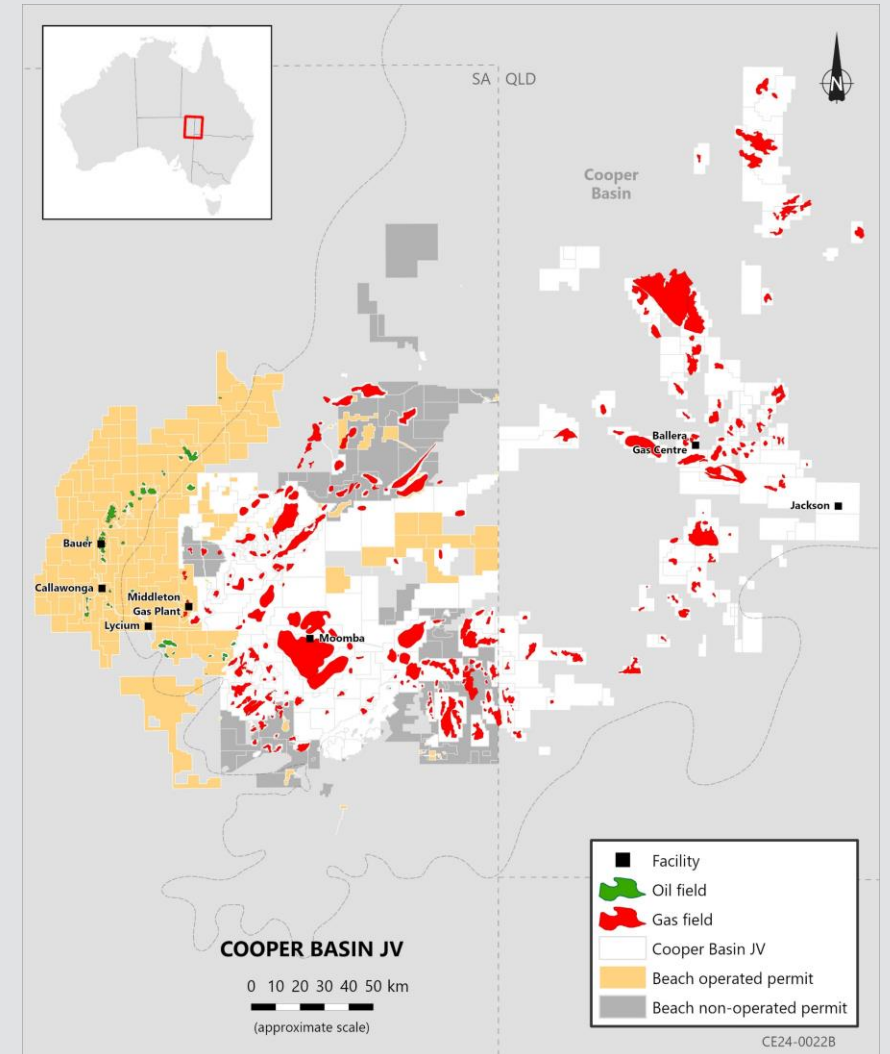 SA QLD
N
Cooper
Basin
Ballera
Gas Centre
Jackson
Bauer
Callawonga
Middleton
Gas Plant
Lycium
Moomba
COOPER BASIN JV
0 10 20 30 40 50 km
(approximate scale)
Facility
Oil field
Gas field
Cooper Basin JV
Beach operated permit
Beach non-operated permit
CE24-0022B